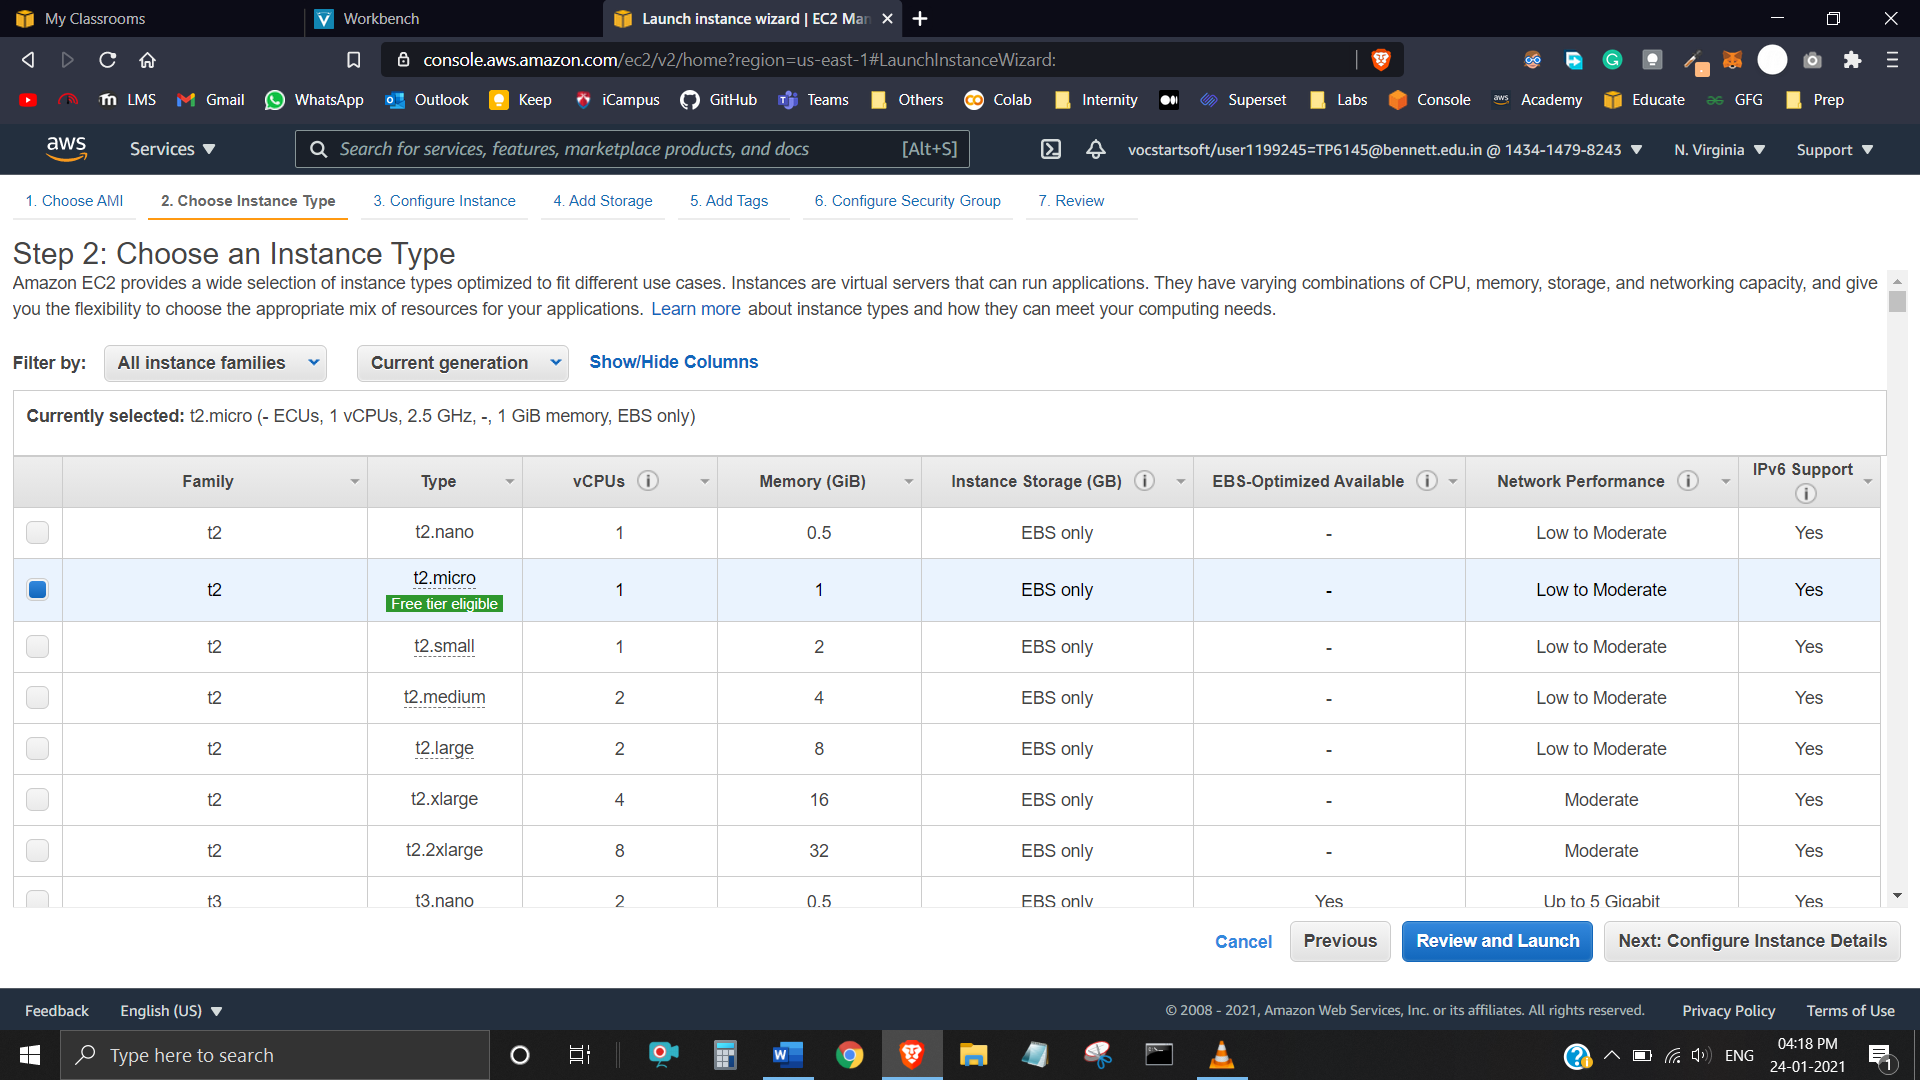 My Classrooms
Workbench
Launch instance wizard | EC2 Man
console.aws.amazon.com/ec2/v2/home?region=us-east-1#LaunchInstanceWizard:
LMS Gmail WhatsApp Outlook Keep iCampus GitHub Teams Others Colab Internity Superset Labs Console aws Academy Educate GFG Prep
aws Services Search for services, features, marketplace products, and docs [Alt+S] vocstartsoft/user1199245=TP6145@bennett.edu.in @ 1434-1479-8243 N. Virginia Support
1. Choose AMI 2. Choose Instance Type 3. Configure Instance 4. Add Storage 5. Add Tags 6. Configure Security Group 7. Review
Step 2: Choose an Instance Type
Amazon EC2 provides a wide selection of instance types optimized to fit different use cases. Instances are virtual servers that can run applications. They have varying combinations of CPU, memory, storage, and networking capacity, and give
you the flexibility to choose the appropriate mix of resources for your applications. Learn more about instance types and how they can meet your computing needs.
Filter by: All instance families Current generation Show/Hide Columns
Currently selected: t2.micro (- ECUs, 1 vCPUs, 2.5 GHz, -, 1 GiB memory, EBS only)
Family Type vCPUs Memory (GiB) Instance Storage (GB) EBS-Optimized Available Network Performance IPv6 Support
t2 t2.nano 1 0.5 EBS only - Low to Moderate Yes
t2 t2.micro 1 1 EBS only - Low to Moderate Yes
Free tier eligible
t2 t2.small 1 2 EBS only - Low to Moderate Yes
t2 t2.medium 2 4 EBS only - Low to Moderate Yes
t2 t2.large 2 8 EBS only - Low to Moderate Yes
t2 t2.xlarge 4 16 EBS only - Moderate Yes
t2 t2.2xlarge 8 32 EBS only - Moderate Yes
t3 t3.nano 2 0.5 EBS only Yes Up to 5 Gigabit Yes
Cancel Previous Review and Launch Next: Configure Instance Details
Feedback English (US) © 2008 - 2021, Amazon Web Services, Inc. or its affiliates. All rights reserved. Privacy Policy Terms of Use
Type here to search
ENG
04:18 PM
24-01-2021
1